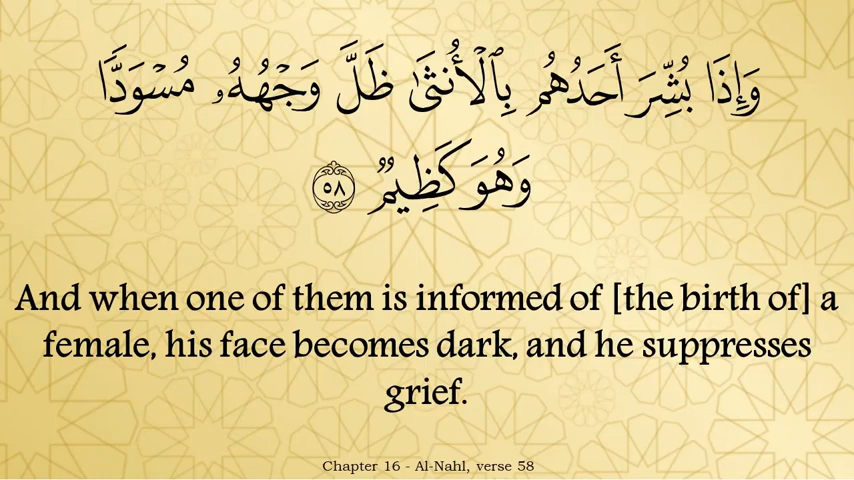 وَإِذَا بُشِّرَ أَحَدُهُم بِٱلْأُنثَىٰ ظَلَّ وَجْهُهُۥ مُسْوَدًّا
وَهُوَ كَظِيمٌ ٥٨
And when one of them is informed of [the birth of] a
female, his face becomes dark, and he suppresses
grief.
Chapter 16 - Al-Nahl, verse 58